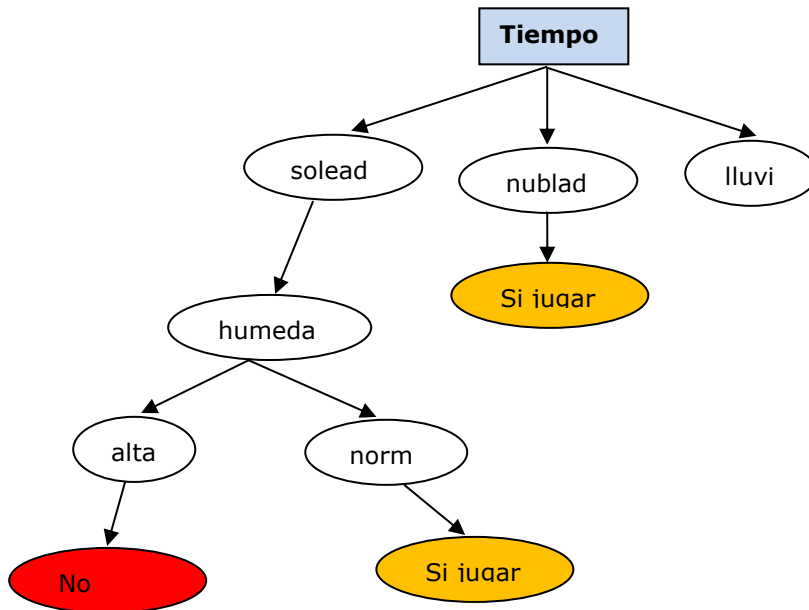 Tiempo
solead
nublad
lluvi
Si jugar
humeda
alta
norm
No
Si jugar